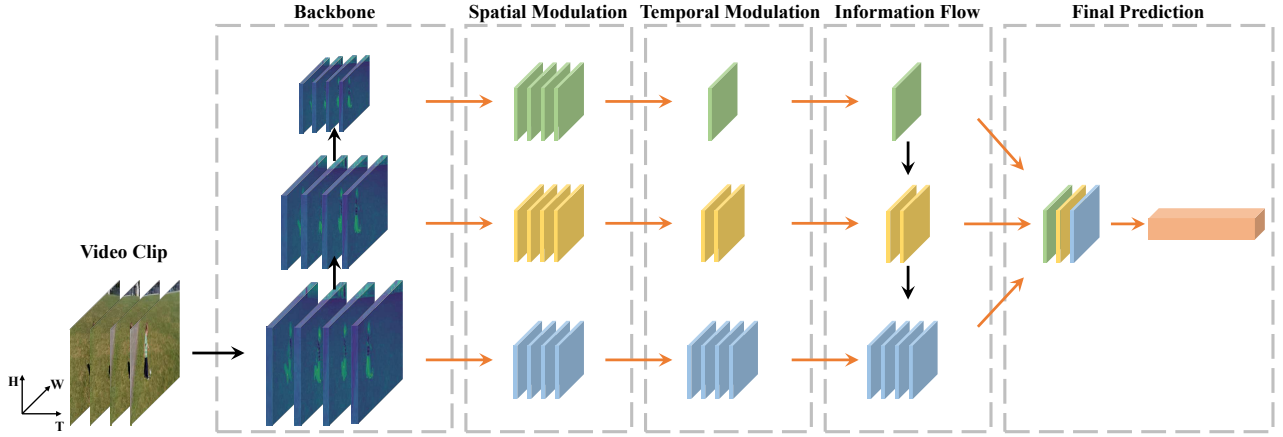 Backbone
Spatial Modulation
Temporal Modulation
Information Flow
Final Prediction
Video Clip
H
W
T